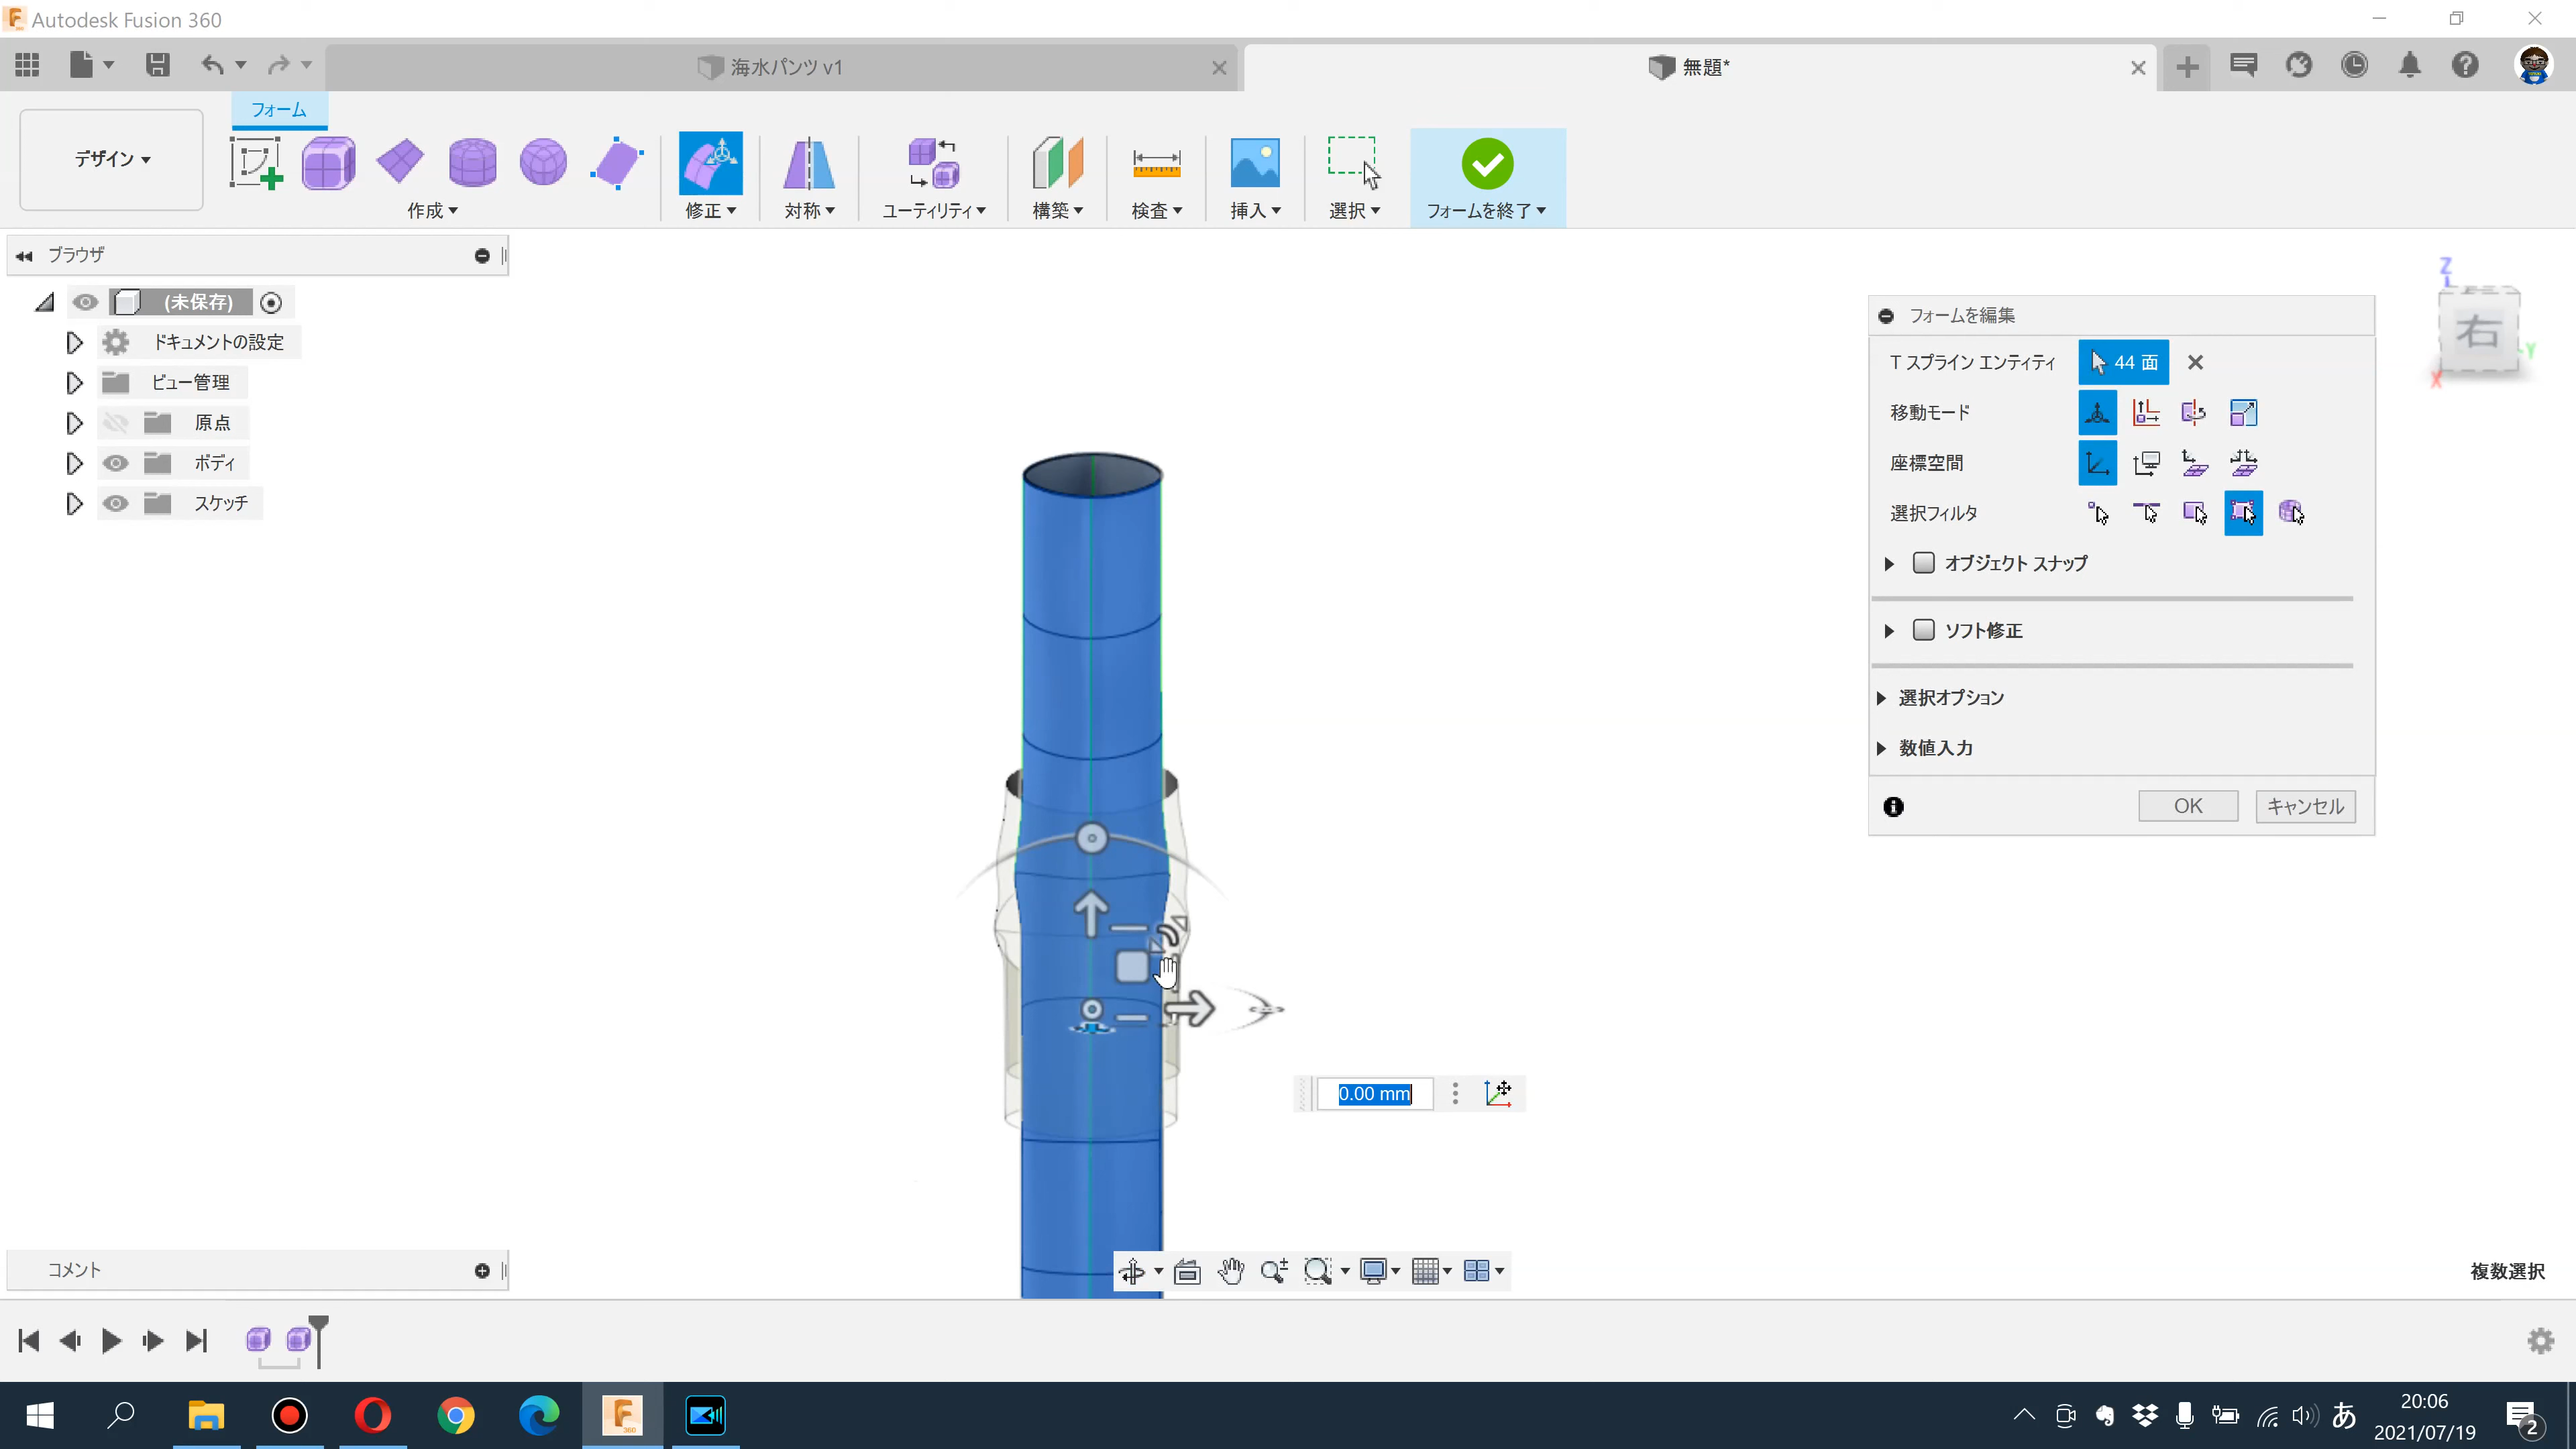 Autodesk Fusion 360
海水パンツ v1
無題*
フォーム
デザイン
作成
修正
対称
ユーティリティ
構築
検査
挿入
選択
フォームを終了
ブラウザ
(未保存)
ドキュメントの設定
ビュー管理
原点
ボディ
スケッチ
Z
右
Y
X
フォームを編集
T スプライン エンティティ
44 面
移動モード
座標空間
選択フィルタ
オブジェクト スナップ
ソフト修正
選択オプション
数値入力
OK
キャンセル
0.00 mm
コメント
複数選択
F
360
あ
20:06
2021/07/19
2